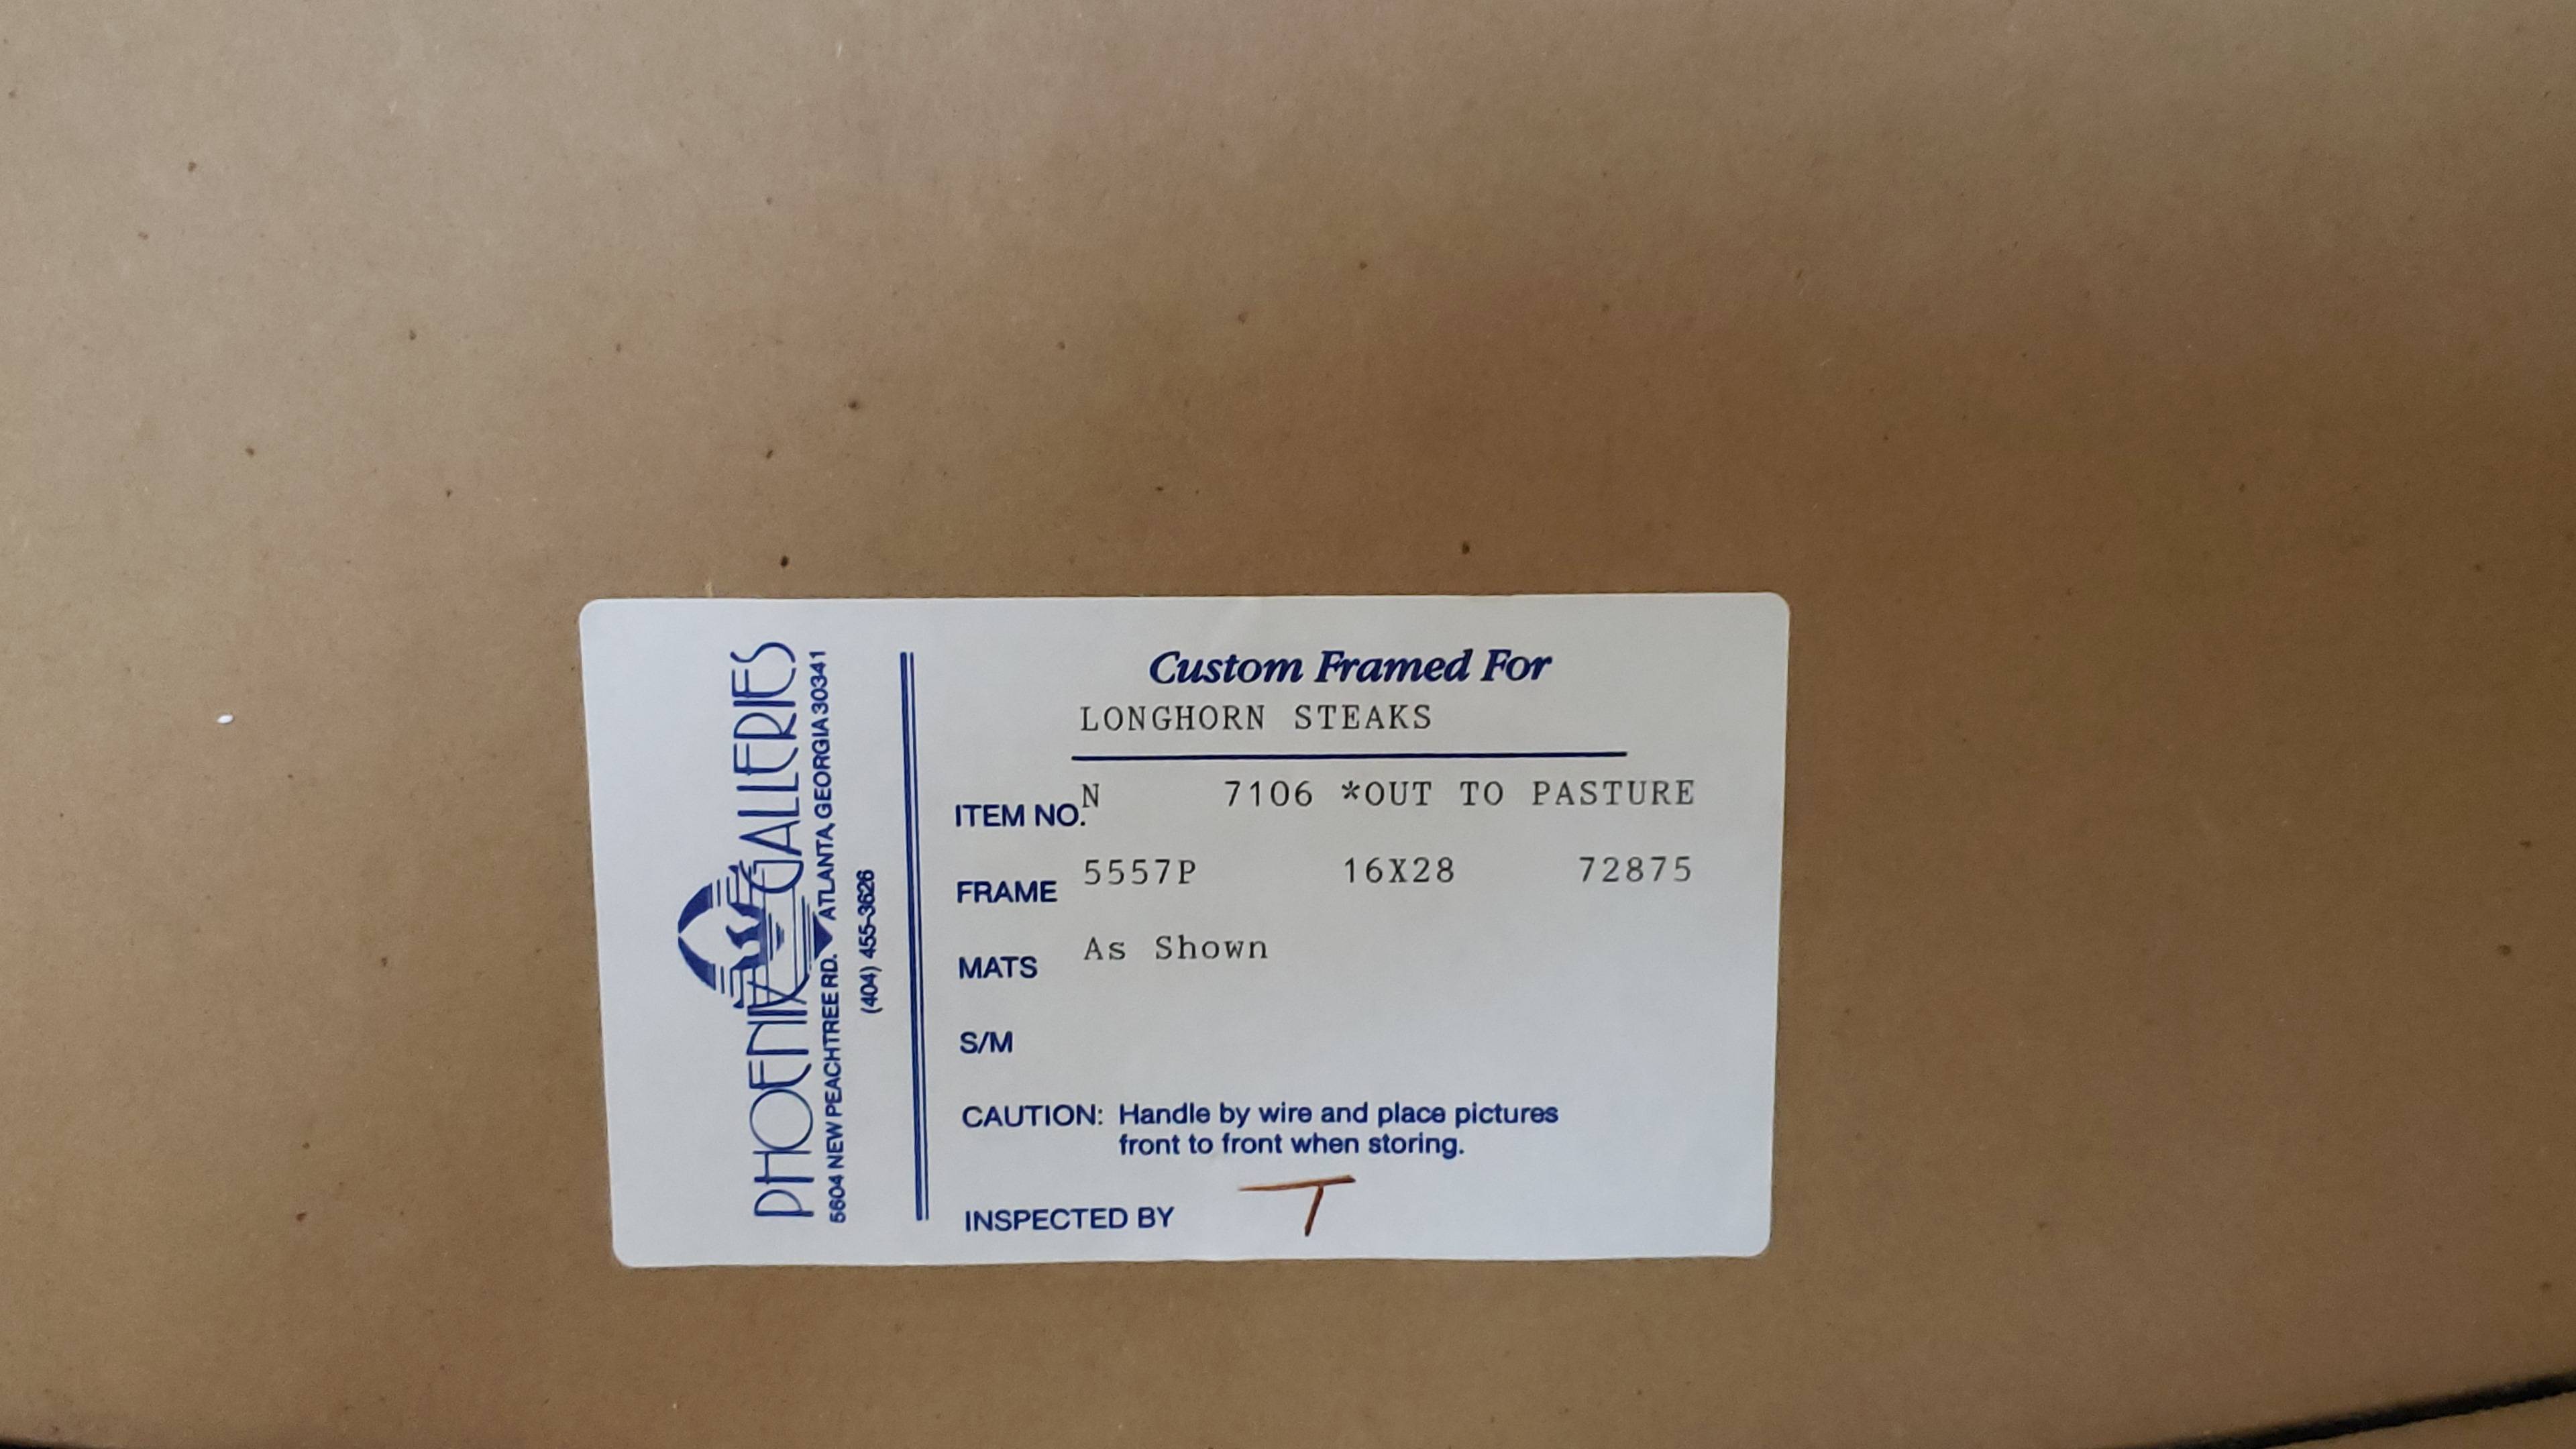 PHOENIX GALLERIES
5604 NEW PEACHTREE RD. ATLANTA, GEORGIA 30341
(404) 455-3626
Custom Framed For
LONGHORN STEAKS
ITEM NO. N 7106 *OUT TO PASTURE
FRAME 5557P 16X28 72875
MATS As Shown
S/M
CAUTION: Handle by wire and place pictures
front to front when storing.
INSPECTED BY T